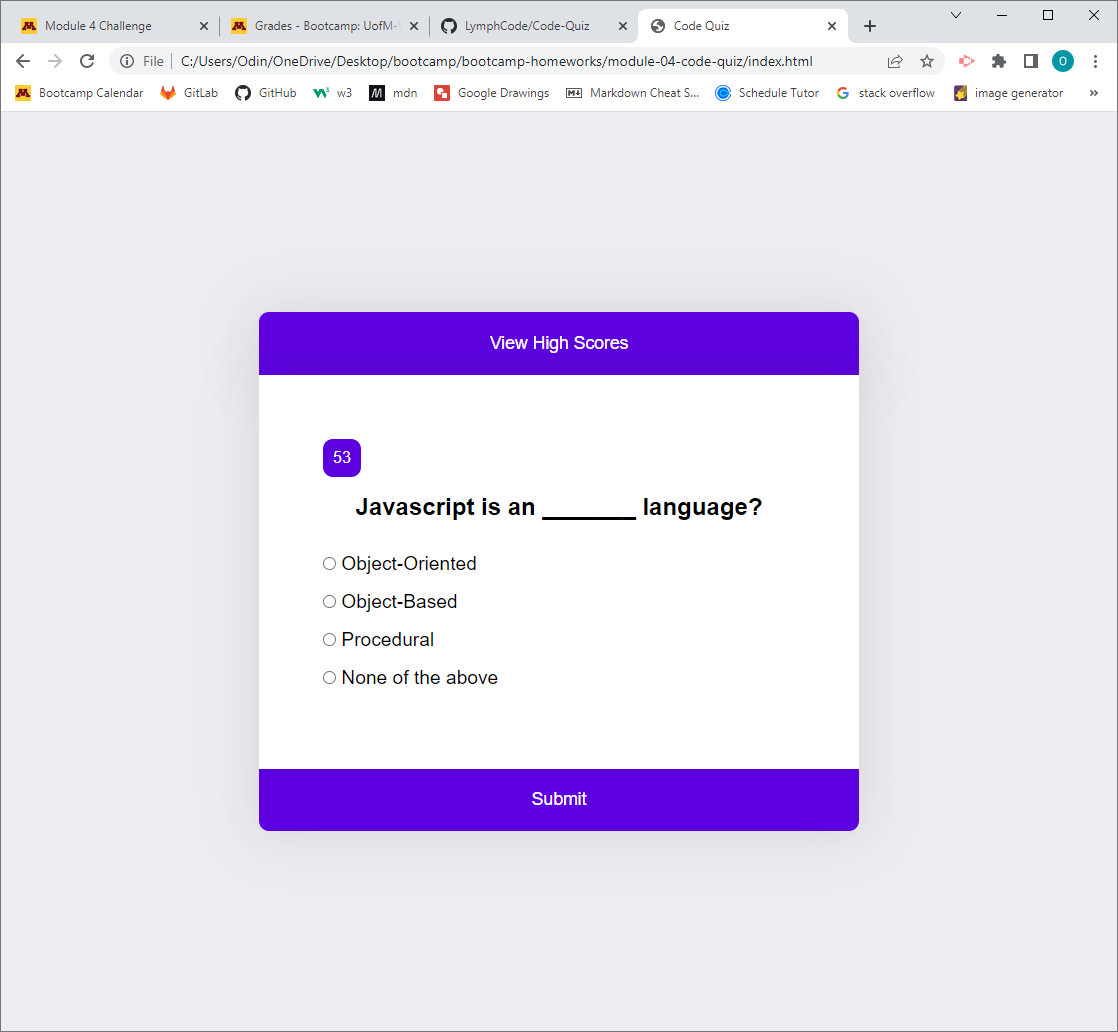 Module 4 Challenge
Grades - Bootcamp: UofM-
LymphCode/Code-Quiz
Code Quiz
File
C:/Users/Odin/OneDrive/Desktop/bootcamp/bootcamp-homeworks/module-04-code-quiz/index.html
O
Bootcamp Calendar
GitLab
GitHub
w3
mdn
Google Drawings
Markdown Cheat S...
Schedule Tutor
stack overflow
image generator
»
View High Scores
53
Javascript is an _______ language?
Object-Oriented
Object-Based
Procedural
None of the above
Submit